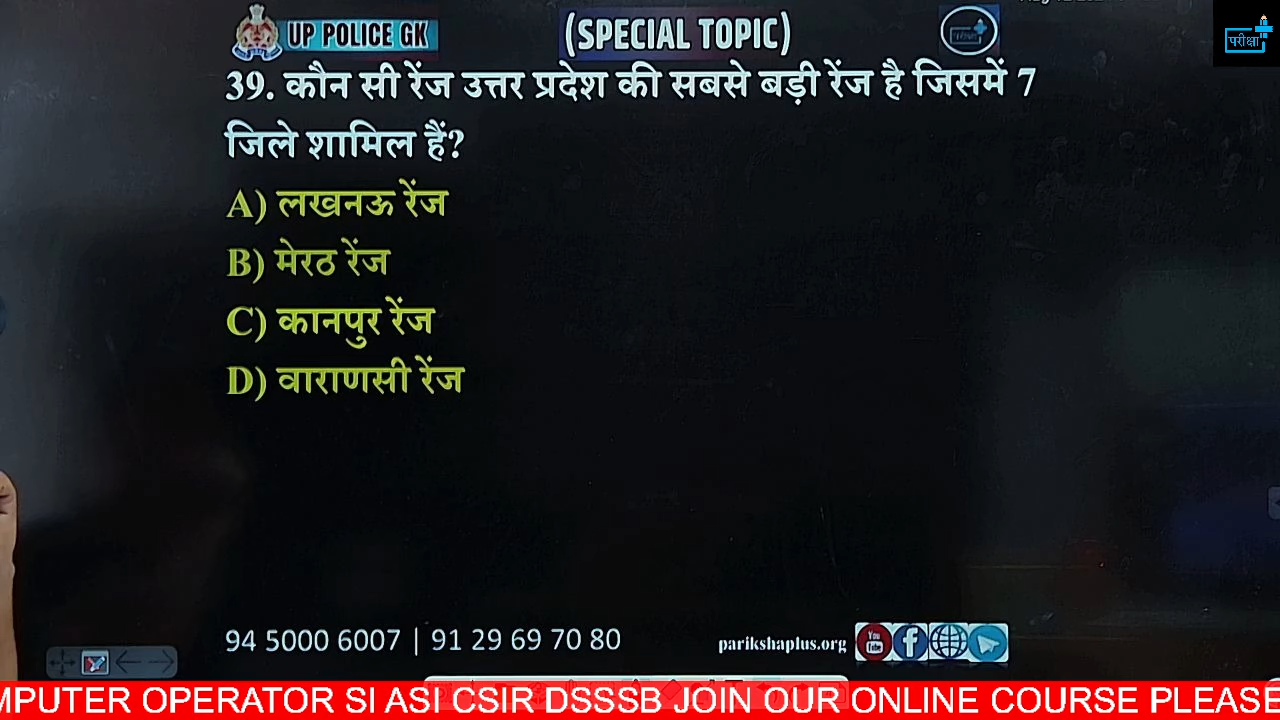 UP POLICE GK
(SPECIAL TOPIC)
परीक्षा
39. कौन सी रेंज उत्तर प्रदेश की सबसे बड़ी रेंज है जिसमें 7
जिले शामिल हैं?
A) लखनऊ रेंज
B) मेरठ रेंज
C) कानपुर रेंज
D) वाराणसी रेंज
94 5000 6007 | 91 29 69 70 80
parikshaplus.org
You
Tube
MPUTER OPERATOR SI ASI CSIR DSSSB JOIN OUR ONLINE COURSE PLEASE